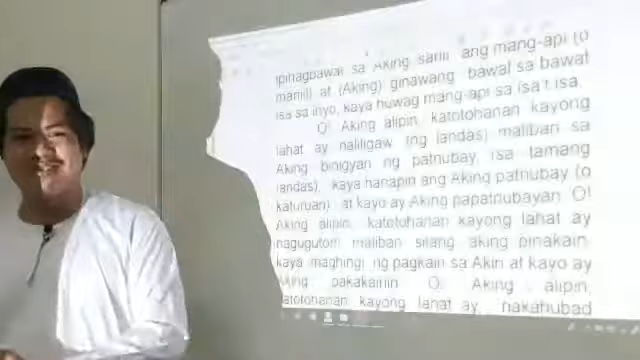 ipinagbawal sa Aking sarili ang mang-api (o
maniil) at (Aking) ginawang bawal sa bawat
isa sa inyo, kaya huwag mang-api sa isa't isa.
O! Aking alipin, katotohanan kayong
lahat ay naliligaw (ng landas) maliban sa
Aking binigyan ng patnubay, isa tamang
landas), kaya hanapin ang Aking patnubay (o
katuruan) at kayo ay Aking papatnubayan. O!
Aking alipin, katotohanan kayong lahat ay
nagugutom maliban silang aking pinakain,
kaya maghingi ng pagkain sa Akin at kayo ay
Aking pakakainin. O! Aking alipin,
katotohanan kayong lahat ay nakahubad